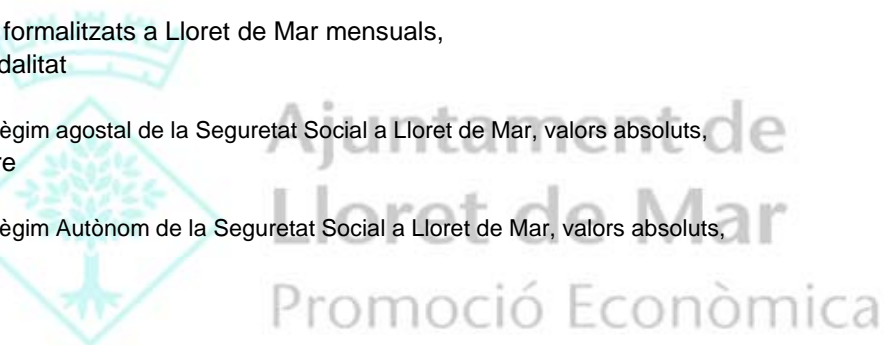 formalitzats a Lloret de Mar mensuals,
dalitat
ègim agostal de la Seguretat Social a Lloret de Mar, valors absoluts,
re
ègim Autònom de la Seguretat Social a Lloret de Mar, valors absoluts,
Ajuntament de
Lloret de Mar
Promoció Econòmica